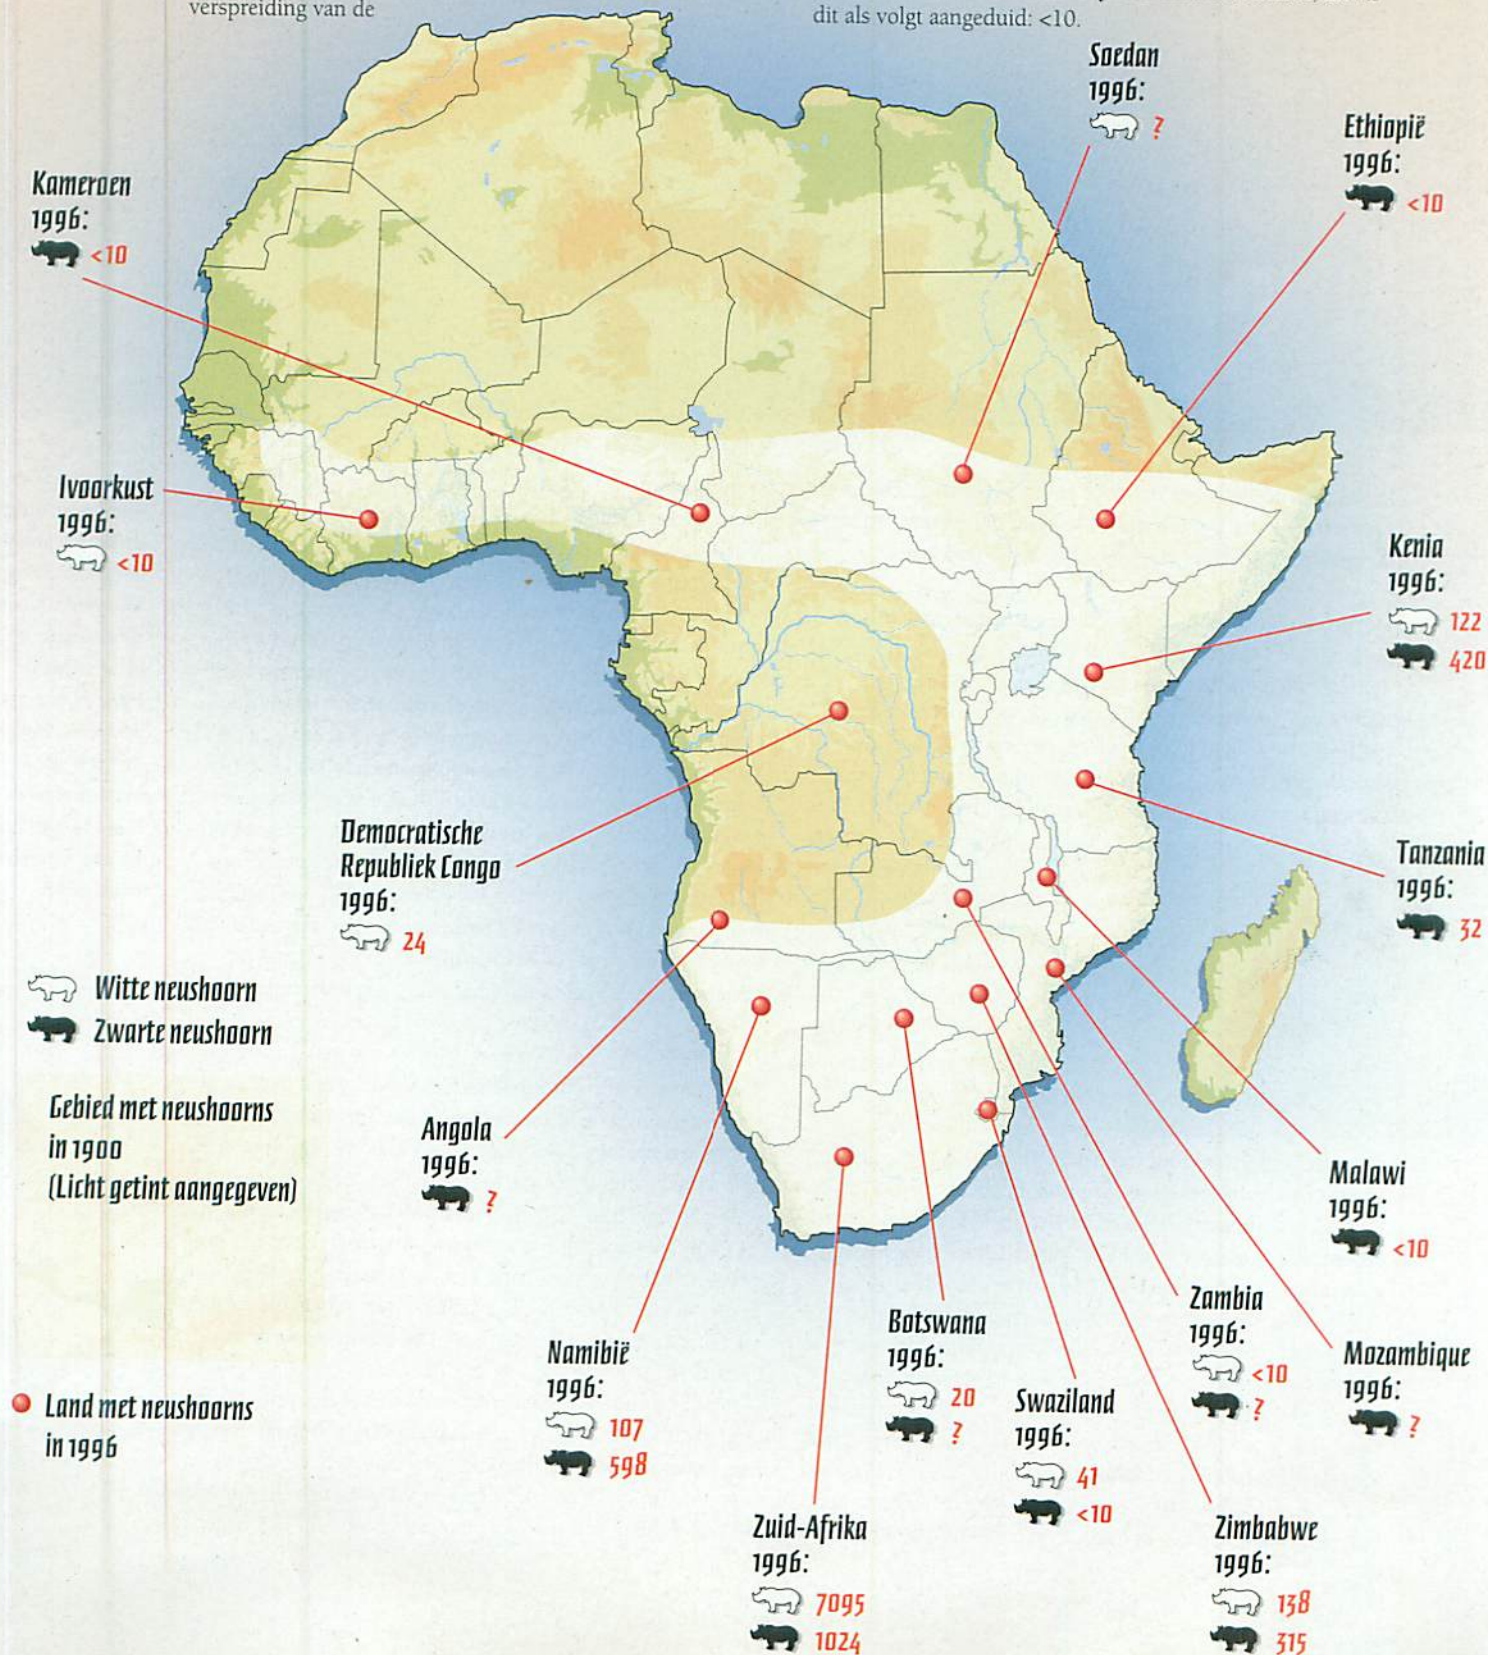 verspreiding van de
dit als volgt aangeduid: <10.
Soedan
1996:
?
Ethiopië
1996:
<10
Kameroen
1996:
<10
Ivoorkust
1996:
<10
Kenia
1996:
122
420
Democratische
Republiek Congo
1996:
24
Tanzania
1996:
32
Witte neushoorn
Zwarte neushoorn
Gebied met neushoorns
in 1900
(Licht getint aangegeven)
Angola
1996:
?
Malawi
1996:
<10
Zambia
1996:
<10
?
Mozambique
1996:
?
Botswana
1996:
20
?
Namibië
1996:
107
598
Swaziland
1996:
41
<10
Land met neushoorns
in 1996
Zuid-Afrika
1996:
7095
1024
Zimbabwe
1996:
138
315